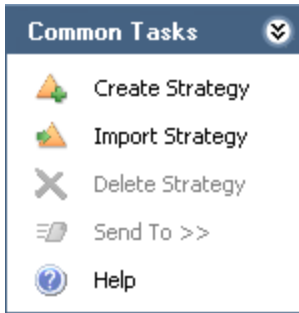 Common Tasks
Create Strategy
Import Strategy
Delete Strategy
Send To >>
Help